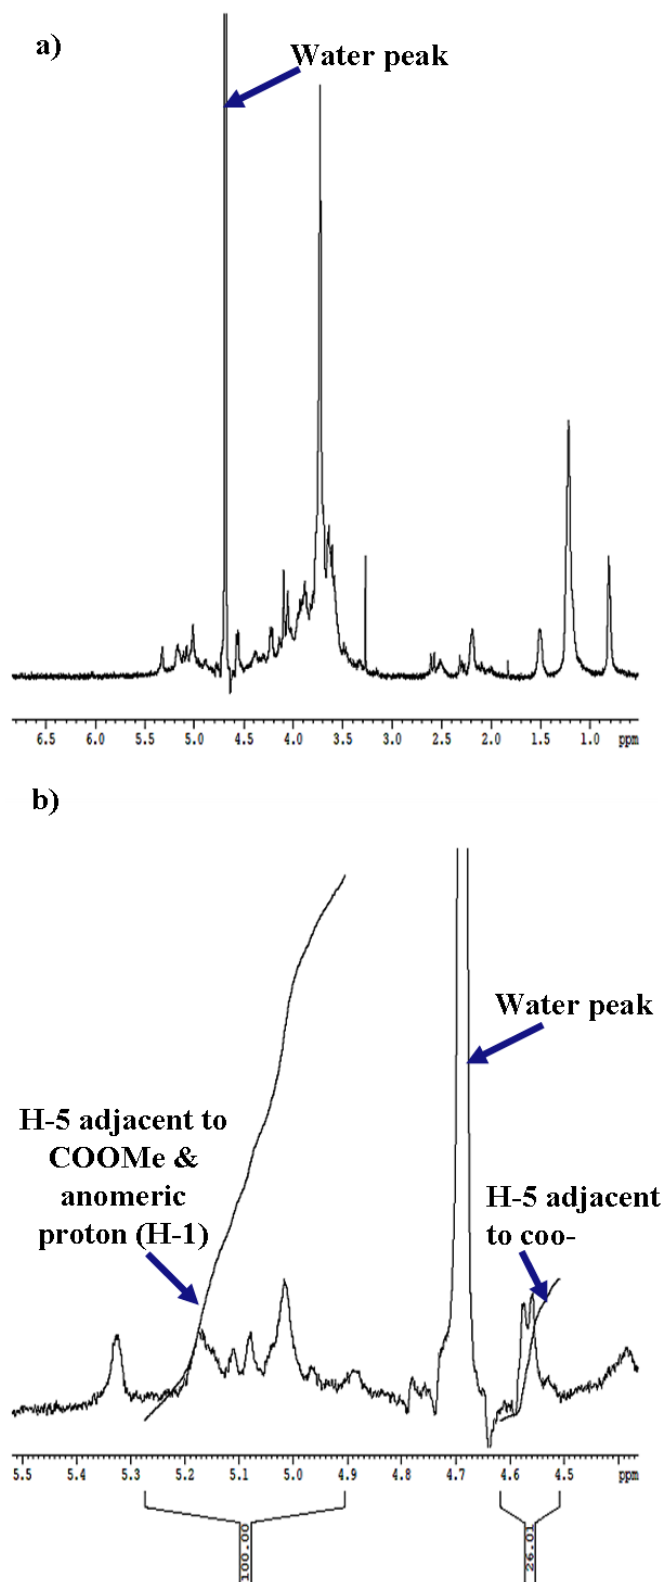 a)
Water peak
6.5 6.0 5.5 5.0 4.5 4.0 3.5 3.0 2.5 2.0 1.5 1.0 ppm
b)
Water peak
H-5 adjacent to
COOMe &
anomeric
proton (H-1)
H-5 adjacent
to coo-
5.5 5.4 5.3 5.2 5.1 5.0 4.9 4.8 4.7 4.6 4.5 ppm
100.00
26.01